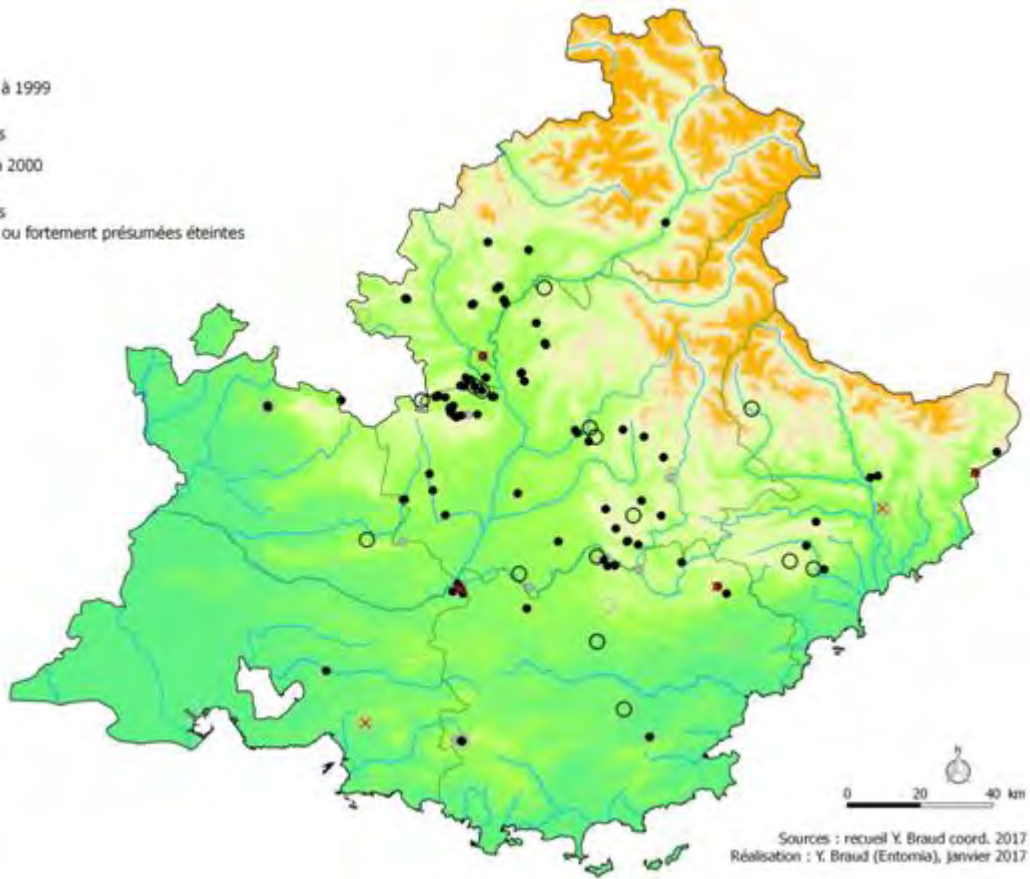 à 1999
s
2000
s
ou fortement présumées éteintes
N
0 20 40 km
Sources : recueil Y. Braud coord. 2017
Réalisation : Y. Braud (Entomia), janvier 2017